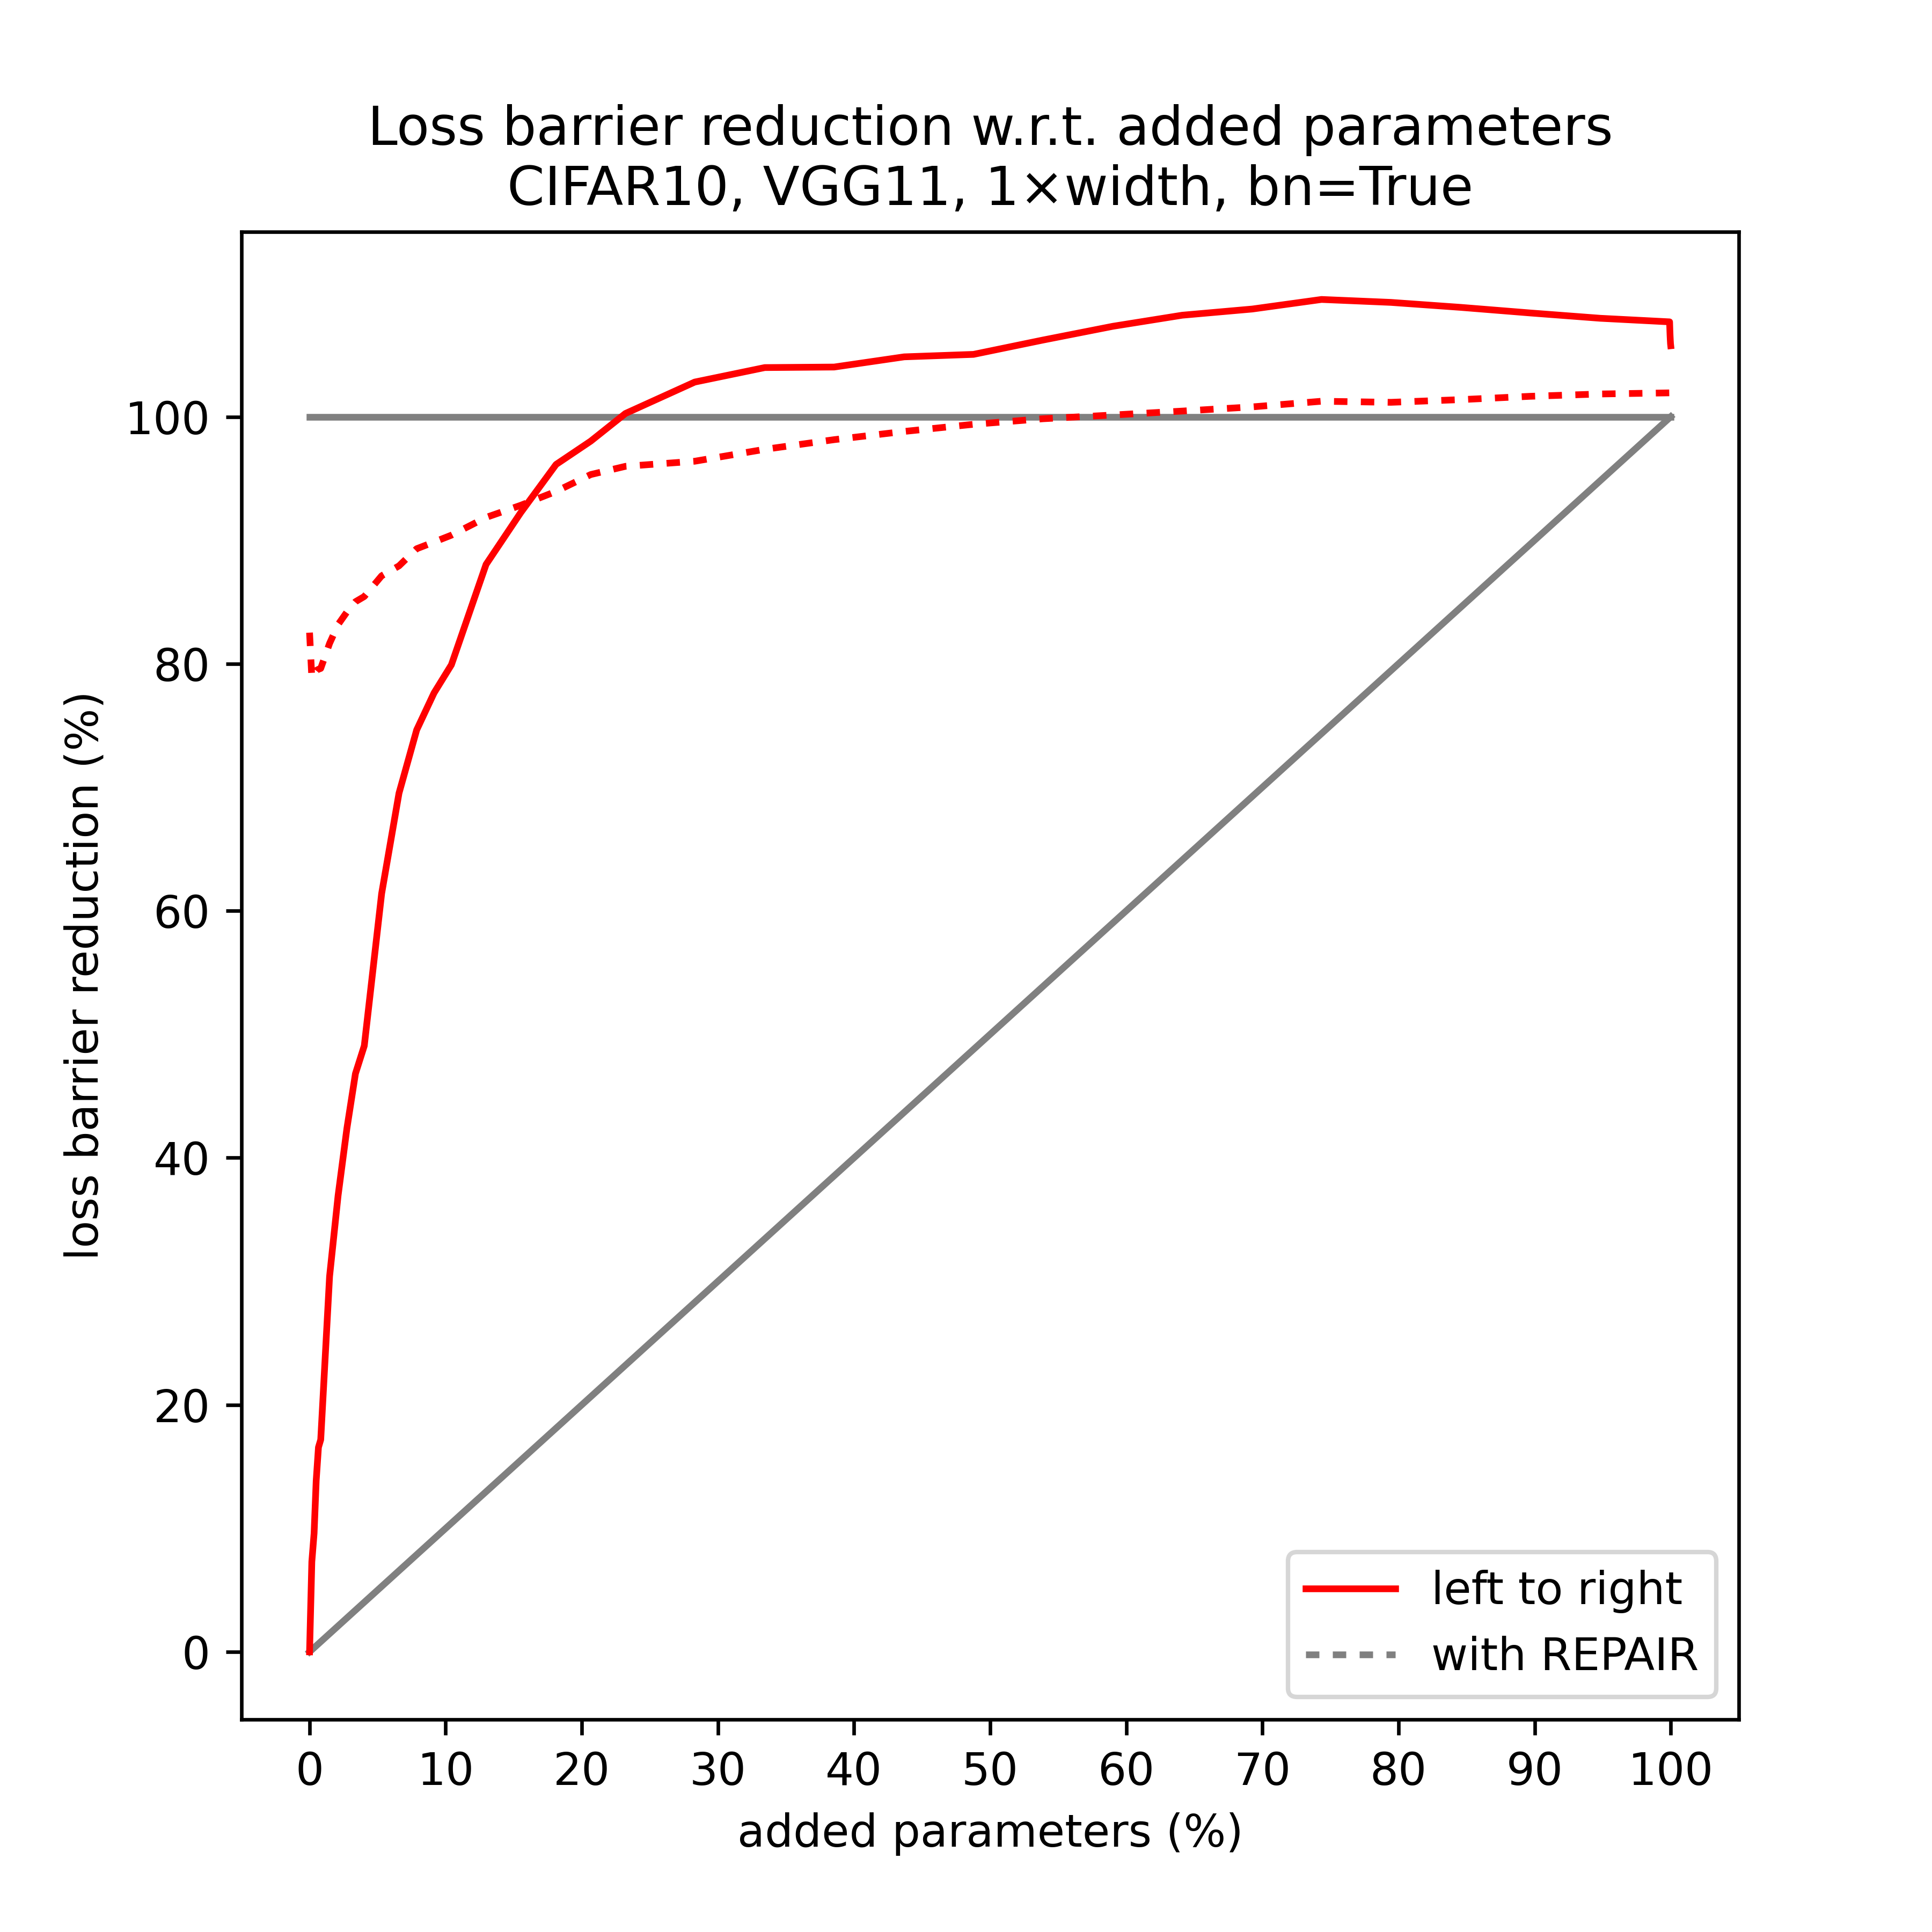 Loss barrier reduction w.r.t. added parameters
CIFAR10, VGG11, 1×width, bn=True
loss barrier reduction (%)
100
80
60
40
20
0
0 10 20 30 40 50 60 70 80 90 100
added parameters (%)
left to right
with REPAIR